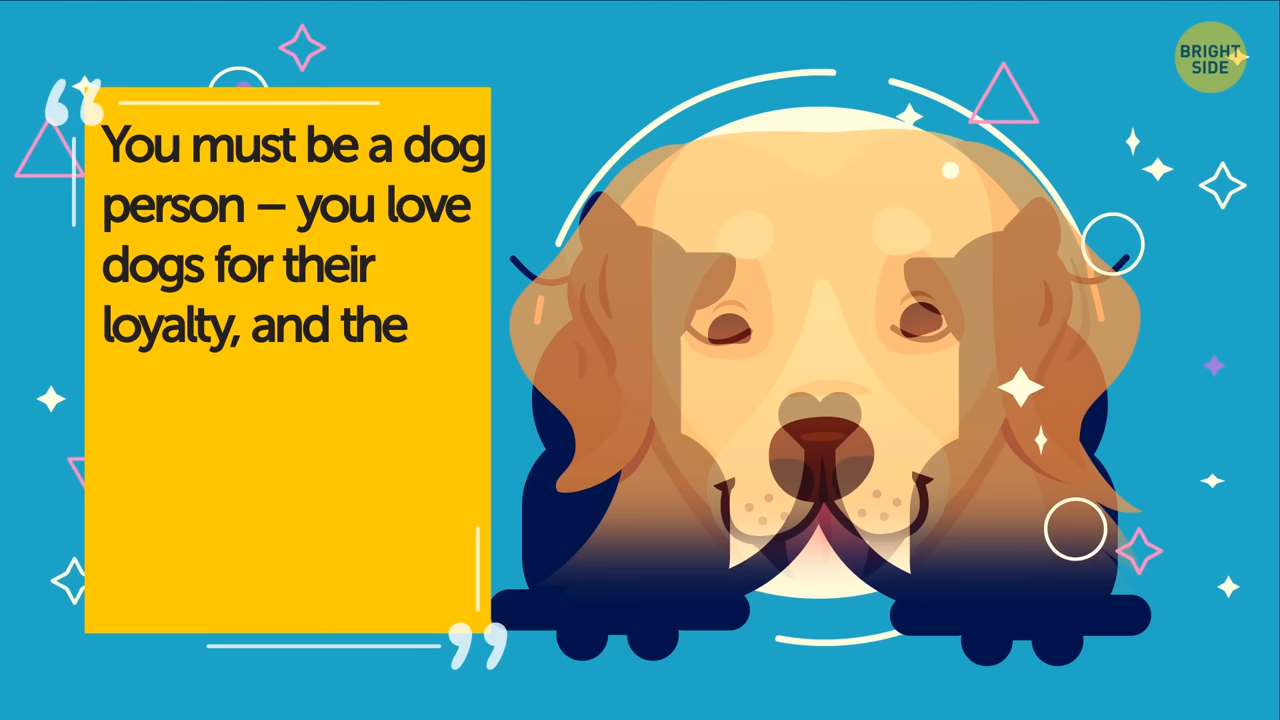 BRIGHT
SIDE
You must be a dog
person – you love
dogs for their
loyalty, and the